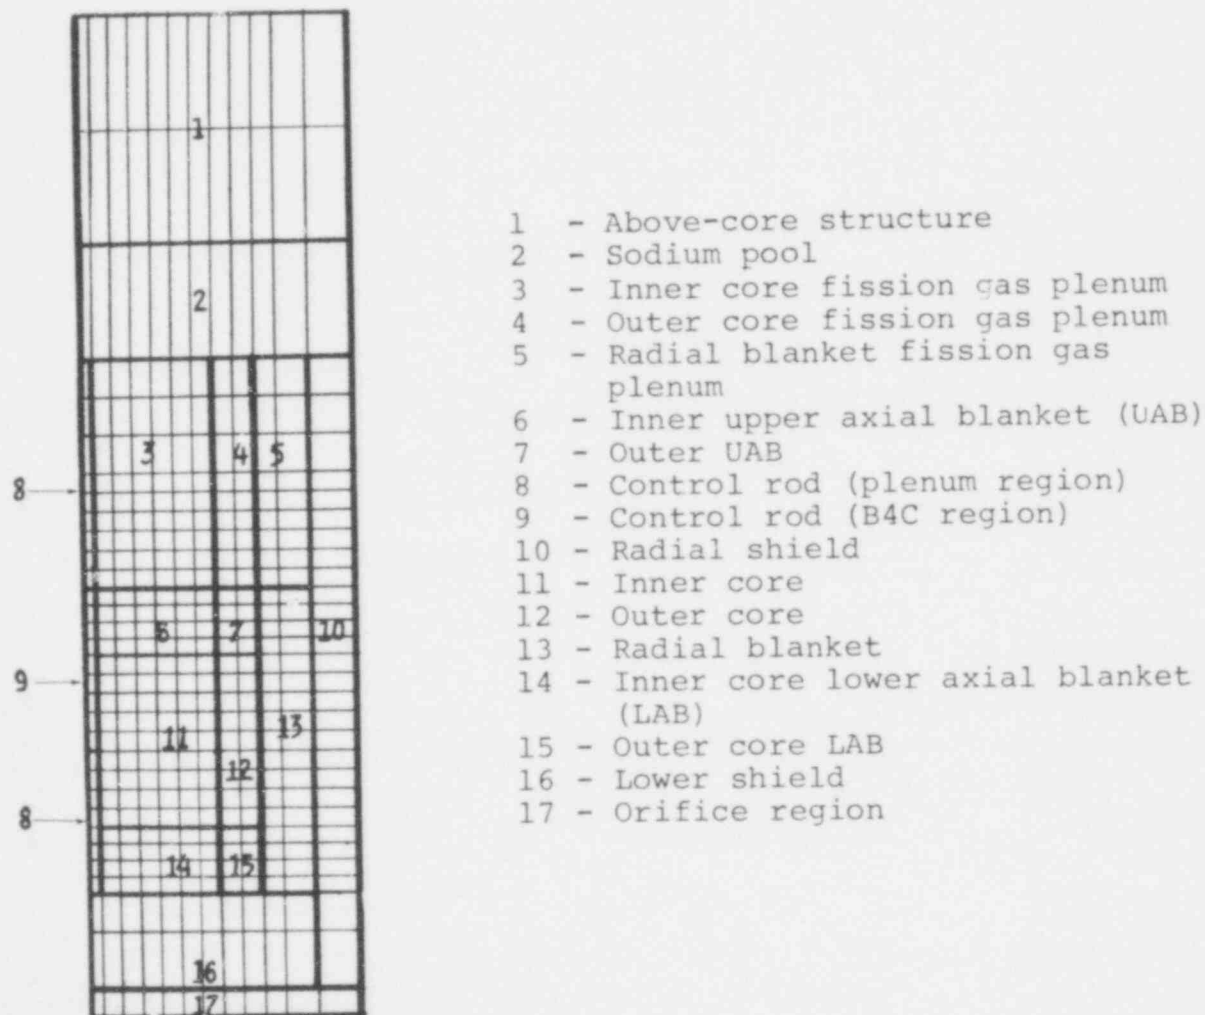 1
2
3 4 5
8
6 7 10
9
13
11
12
8
14 15
16
17
1 - Above-core structure
2 - Sodium pool
3 - Inner core fission gas plenum
4 - Outer core fission gas plenum
5 - Radial blanket fission gas
plenum
6 - Inner upper axial blanket (UAB)
7 - Outer UAB
8 - Control rod (plenum region)
9 - Control rod (B4C region)
10 - Radial shield
11 - Inner core
12 - Outer core
13 - Radial blanket
14 - Inner core lower axial blanket
(LAB)
15 - Outer core LAB
16 - Lower shield
17 - Orifice region